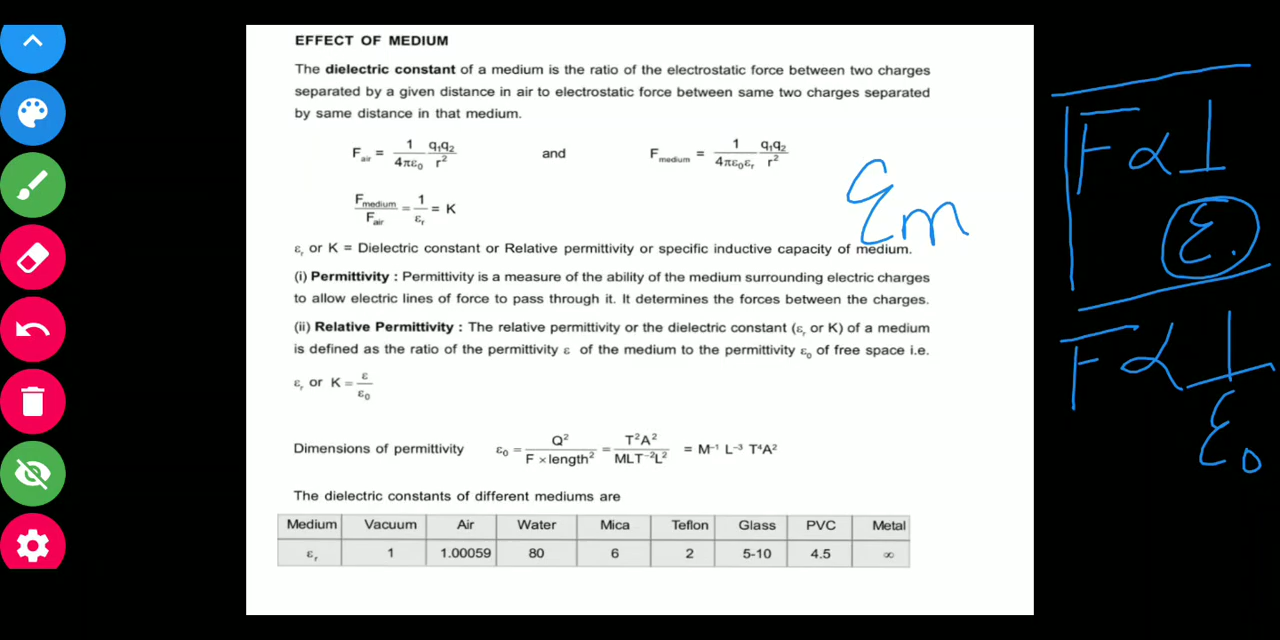 EFFECT OF MEDIUM
The dielectric constant of a medium is the ratio of the electrostatic force between two charges
separated by a given distance in air to electrostatic force between same two charges separated
by same distance in that medium.
F_air = 1/4πε₀ q₁q₂/r² and F_medium = 1/4πε₀εᵣ q₁q₂/r²
F_medium/F_air = 1/εᵣ = K
εᵣ or K = Dielectric constant or Relative permittivity or specific inductive capacity of medium.
(i) Permittivity : Permittivity is a measure of the ability of the medium surrounding electric charges
to allow electric lines of force to pass through it. It determines the forces between the charges.
(ii) Relative Permittivity : The relative permittivity or the dielectric constant (εᵣ or K) of a medium
is defined as the ratio of the permittivity ε of the medium to the permittivity ε₀ of free space i.e.
εᵣ or K = ε/ε₀
Dimensions of permittivity ε₀ = Q²/F × length² = T²A²/MLT⁻²L² = M⁻¹ L⁻³ T⁴A²
The dielectric constants of different mediums are
Medium Vacuum Air Water Mica Teflon Glass PVC Metal
εᵣ 1 1.00059 80 6 2 5-10 4.5 ∞
εm
F α 1/ε.
F α 1/ε₀